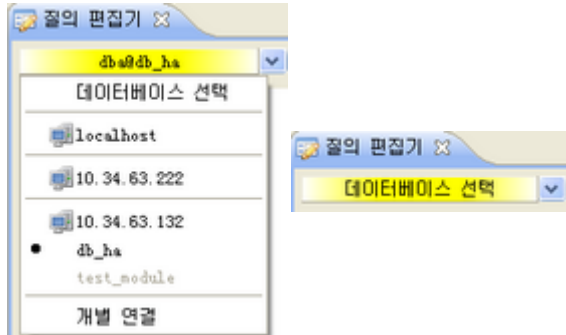 질의 편집기
dba@db_ha
데이터베이스 선택
localhost
10.34.63.222
10.34.63.132
db_ha
test_module
개별 연결
질의 편집기
데이터베이스 선택